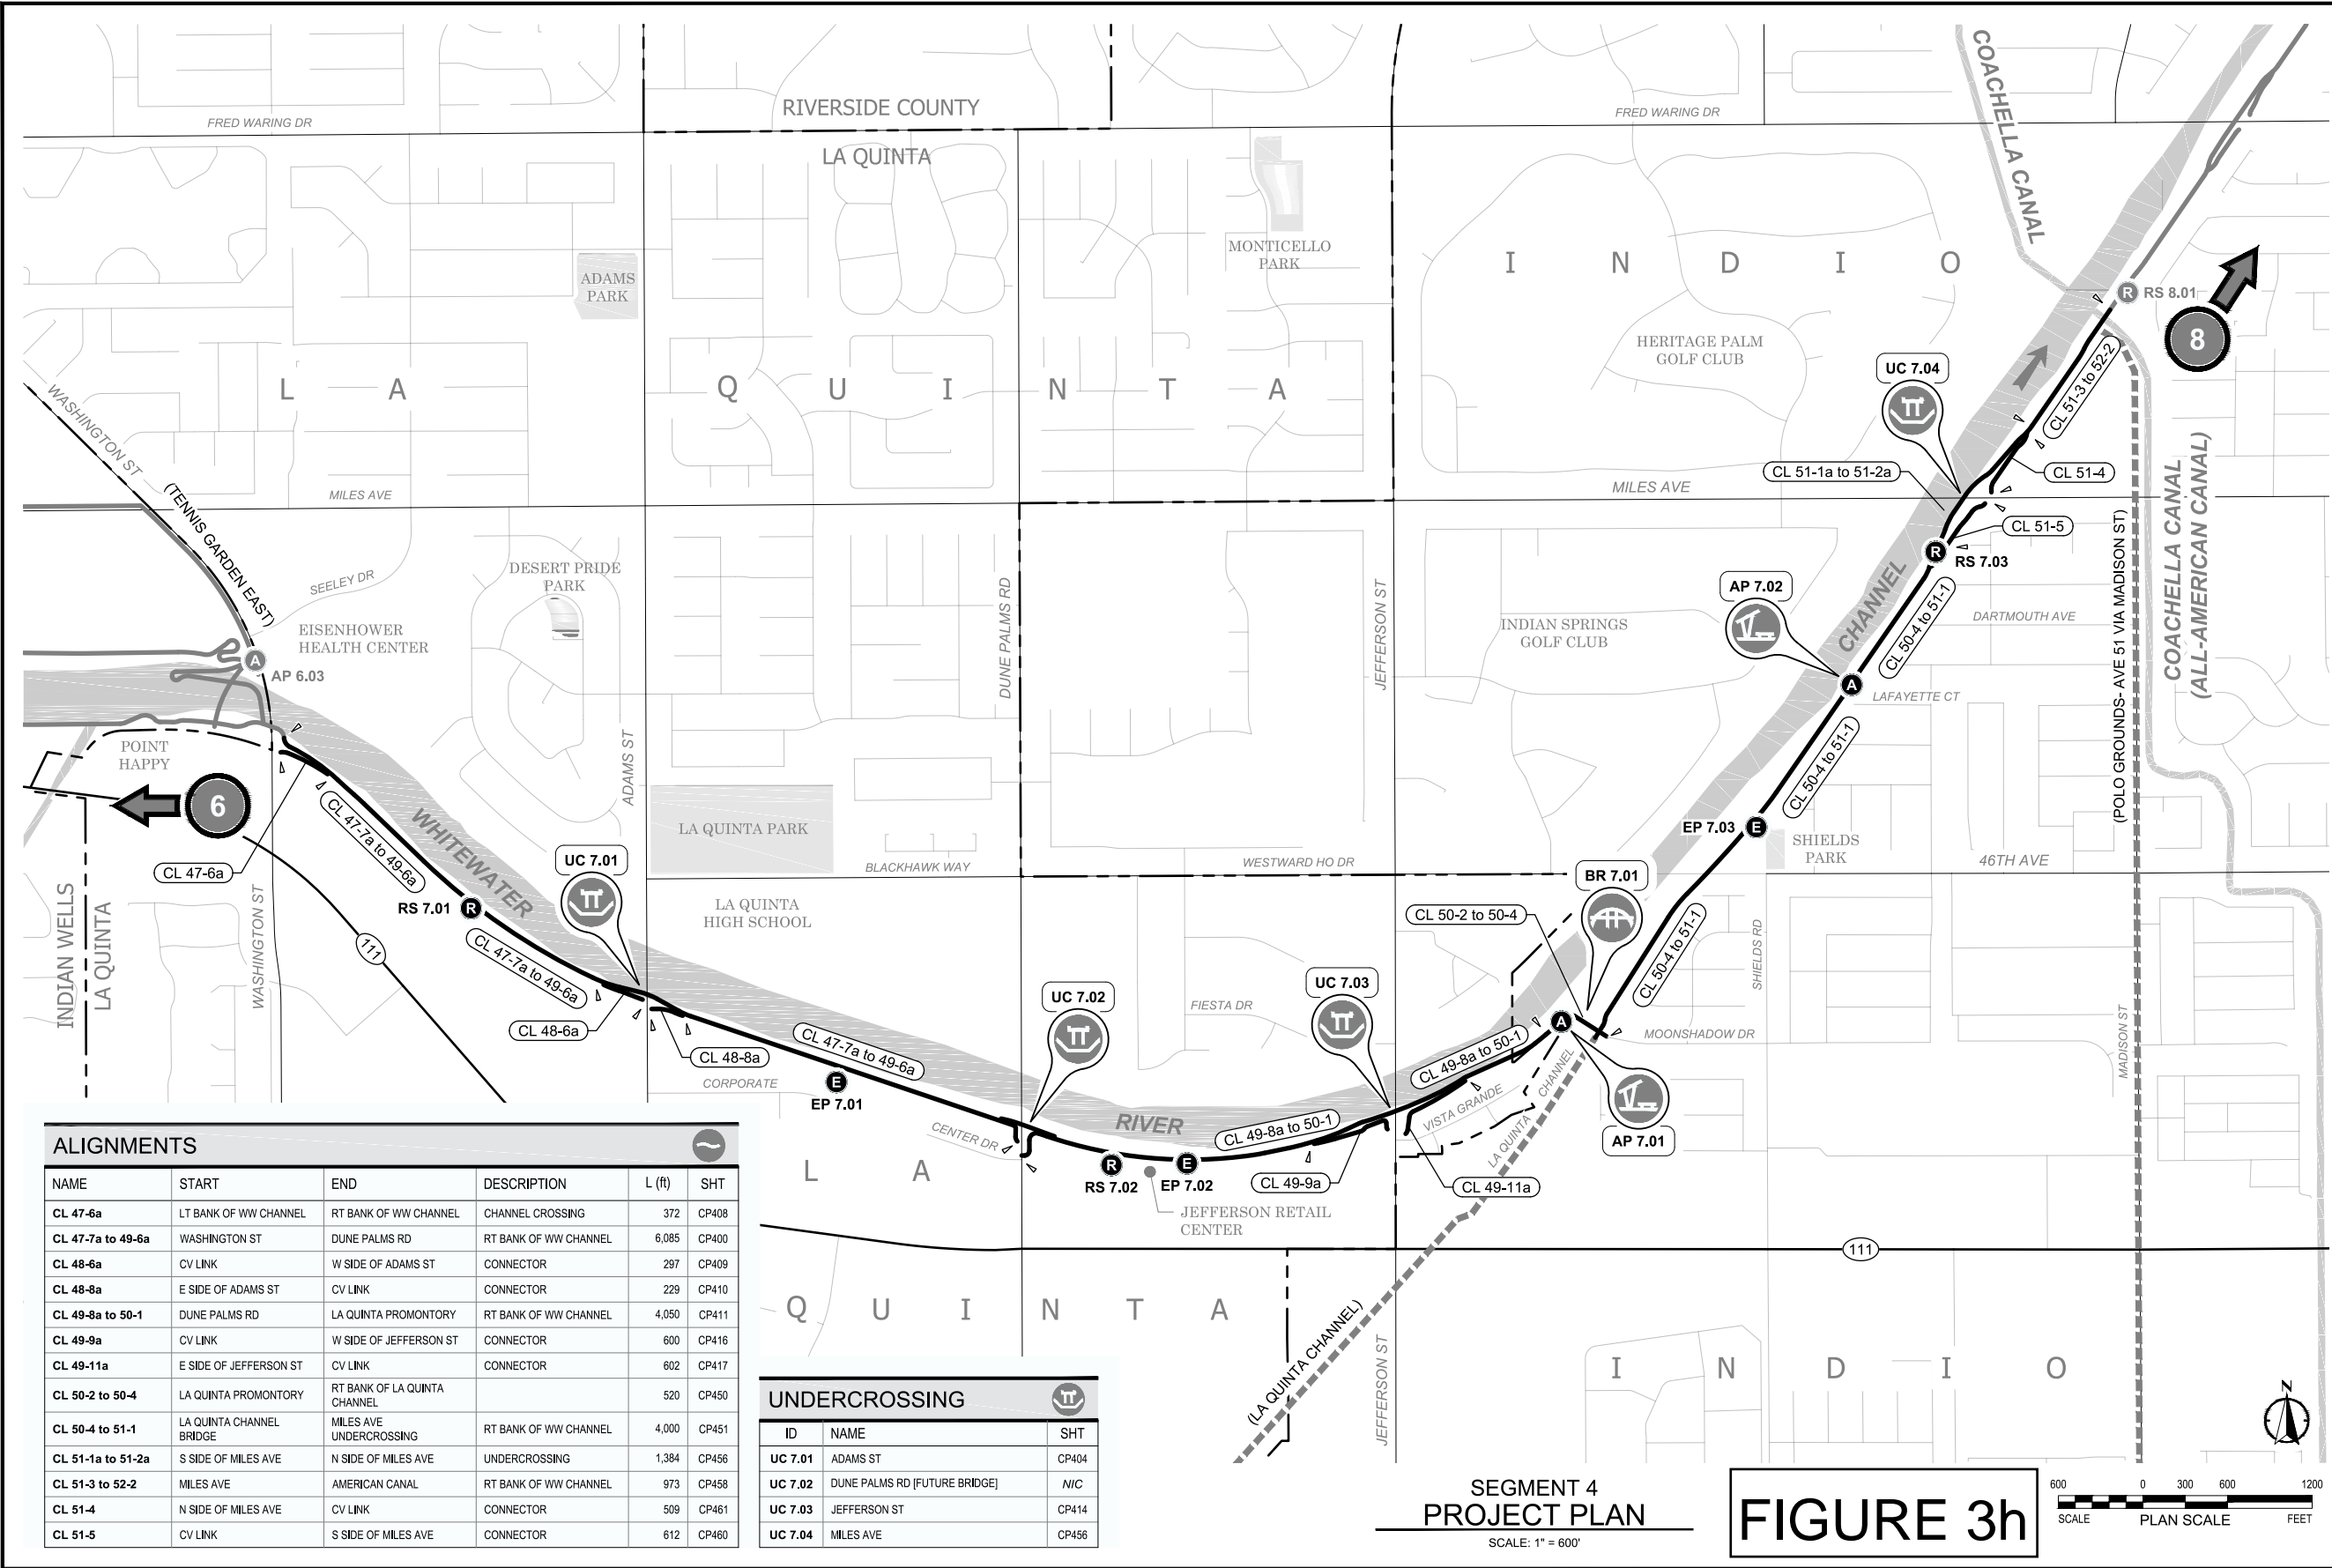 RIVERSIDE COUNTY
LA QUINTA
FRED WARING DR
FRED WARING DR
COACHELLA CANAL
ADAMS
PARK
MONTICELLO
PARK
I N D I O
RS 8.01
R
8
HERITAGE PALM
GOLF CLUB
UC 7.04
CL 51-3 to 52-2
L A Q U I N T A
WASHINGTON ST
(TENNIS GARDEN EAST)
MILES AVE
MILES AVE
CL 51-1a to 51-2a
CL 51-4
CL 51-5
COACHELLA CANAL
(ALL-AMERICAN CANAL)
(POLO GROUNDS- AVE 51 VIA MADISON ST)
SEELEY DR
DESERT PRIDE
PARK
EISENHOWER
HEALTH CENTER
A
AP 6.03
DUNE PALMS RD
JEFFERSON ST
INDIAN SPRINGS
GOLF CLUB
AP 7.02
CHANNEL
R
RS 7.03
CL 50-4 to 51-1
DARTMOUTH AVE
A
LAFAYETTE CT
CL 50-4 to 51-1
POINT
HAPPY
6
CL 47-6a
CL 47-7a to 49-6a
WHITEWATER
ADAMS ST
UC 7.01
LA QUINTA PARK
BLACKHAWK WAY
WESTWARD HO DR
EP 7.03
E
SHIELDS
PARK
46TH AVE
INDIAN WELLS
LA QUINTA
WASHINGTON ST
111
RS 7.01
R
CL 47-7a to 49-6a
LA QUINTA
HIGH SCHOOL
CL 50-2 to 50-4
BR 7.01
CL 50-4 to 51-1
SHIELDS RD
CL 48-6a
CL 48-8a
CORPORATE
CL 47-7a to 49-6a
E
EP 7.01
UC 7.02
FIESTA DR
UC 7.03
A
MOONSHADOW DR
MADISON ST
CL 49-8a to 50-1
VISTA GRANDE
LA QUINTA CHANNEL
AP 7.01
CENTER DR
RIVER
CL 49-8a to 50-1
R
RS 7.02
E
EP 7.02
CL 49-9a
CL 49-11a
JEFFERSON RETAIL
CENTER
L A
Q U I N T A
111
(LA QUINTA CHANNEL)
JEFFERSON ST
I N D I O
ALIGNMENTS
NAME START END DESCRIPTION L (ft) SHT
CL 47-6a LT BANK OF WW CHANNEL RT BANK OF WW CHANNEL CHANNEL CROSSING 372 CP408
CL 47-7a to 49-6a WASHINGTON ST DUNE PALMS RD RT BANK OF WW CHANNEL 6,085 CP400
CL 48-6a CV LINK W SIDE OF ADAMS ST CONNECTOR 297 CP409
CL 48-8a E SIDE OF ADAMS ST CV LINK CONNECTOR 229 CP410
CL 49-8a to 50-1 DUNE PALMS RD LA QUINTA PROMONTORY RT BANK OF WW CHANNEL 4,050 CP411
CL 49-9a CV LINK W SIDE OF JEFFERSON ST CONNECTOR 600 CP416
CL 49-11a E SIDE OF JEFFERSON ST CV LINK CONNECTOR 602 CP417
CL 50-2 to 50-4 LA QUINTA PROMONTORY RT BANK OF LA QUINTA CHANNEL 520 CP450
CL 50-4 to 51-1 LA QUINTA CHANNEL BRIDGE MILES AVE UNDERCROSSING RT BANK OF WW CHANNEL 4,000 CP451
CL 51-1a to 51-2a S SIDE OF MILES AVE N SIDE OF MILES AVE UNDERCROSSING 1,384 CP456
CL 51-3 to 52-2 MILES AVE AMERICAN CANAL RT BANK OF WW CHANNEL 973 CP458
CL 51-4 N SIDE OF MILES AVE CV LINK CONNECTOR 509 CP461
CL 51-5 CV LINK S SIDE OF MILES AVE CONNECTOR 612 CP460
UNDERCROSSING
ID NAME SHT
UC 7.01 ADAMS ST CP404
UC 7.02 DUNE PALMS RD [FUTURE BRIDGE] NIC
UC 7.03 JEFFERSON ST CP414
UC 7.04 MILES AVE CP456
SEGMENT 4
PROJECT PLAN
SCALE: 1" = 600'
FIGURE 3h
N
600 0 300 600 1200
SCALE PLAN SCALE FEET